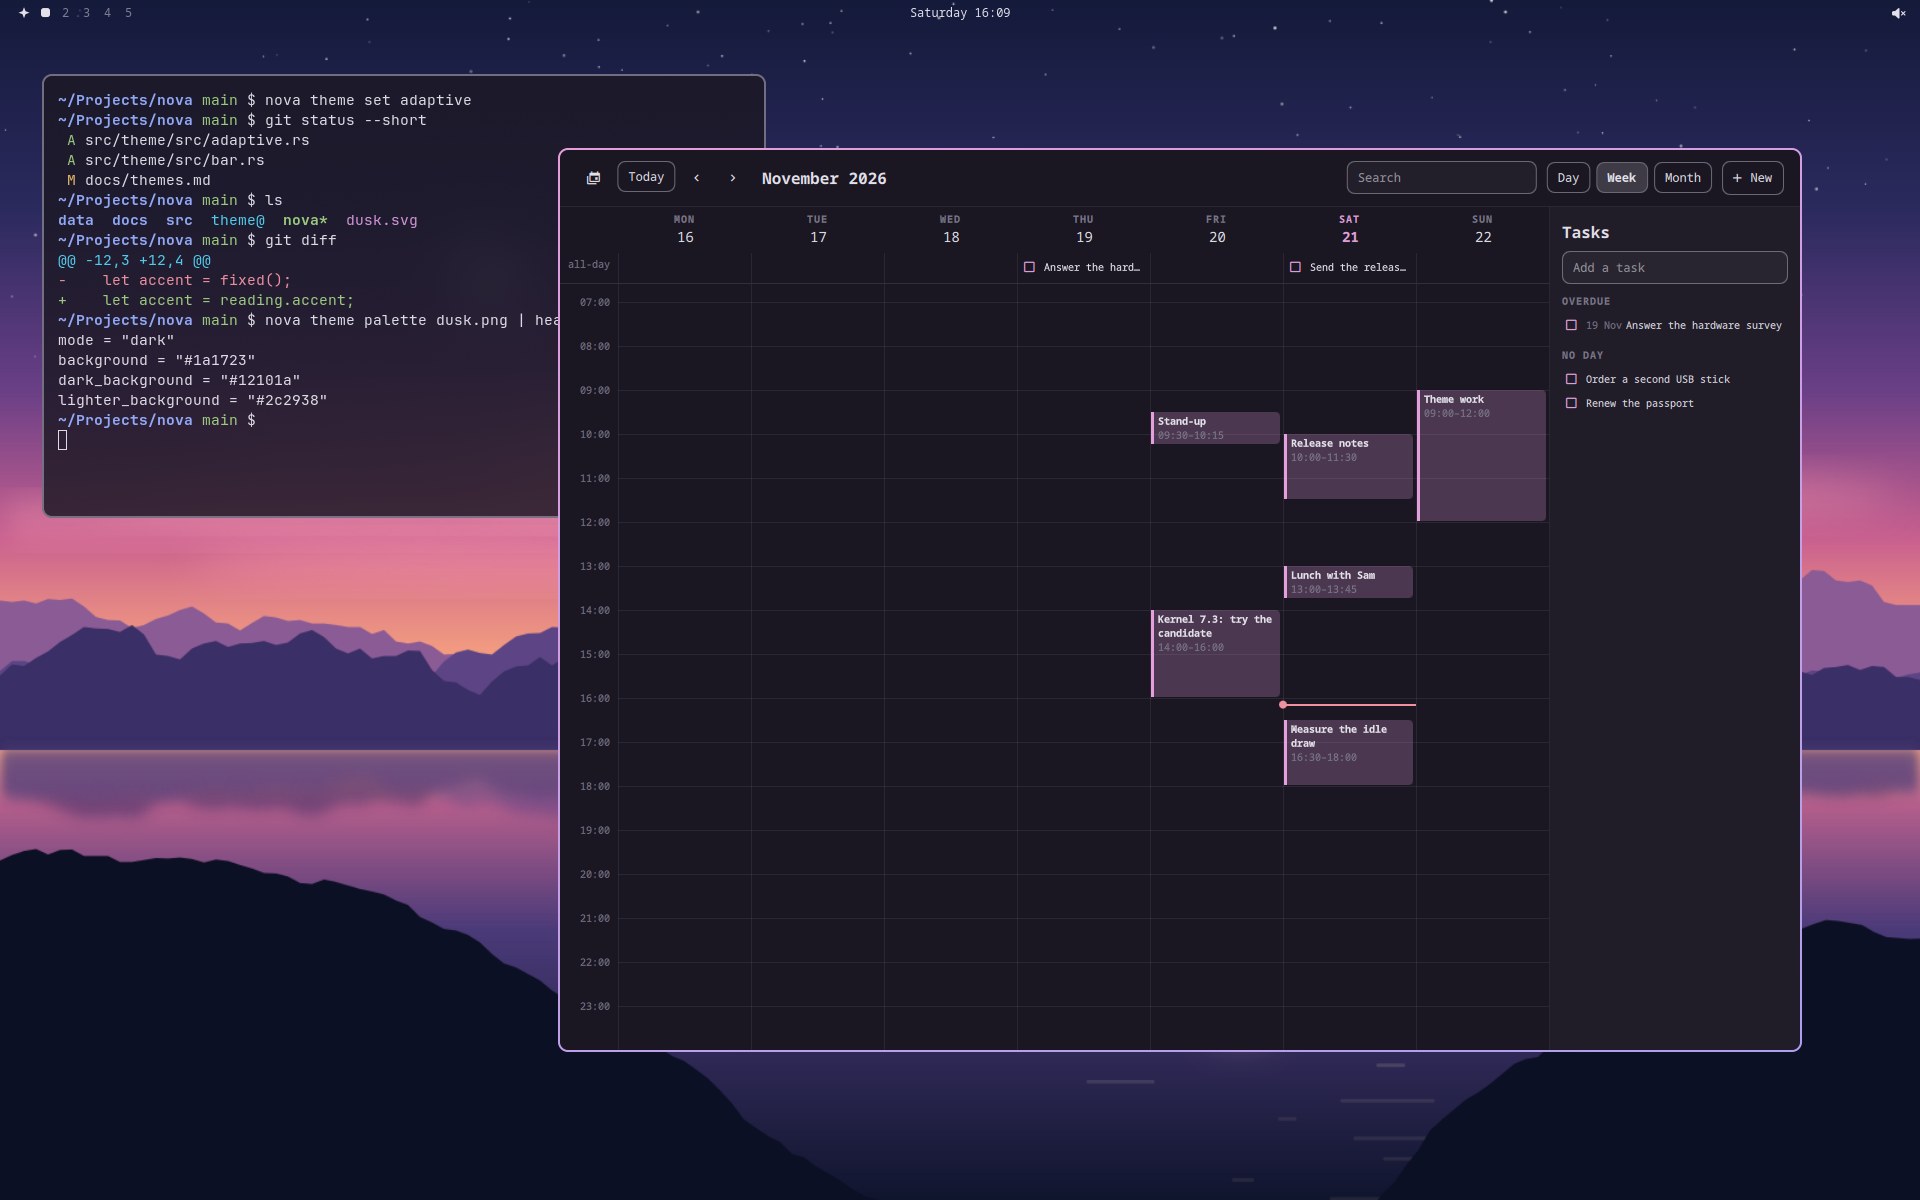 2 3 4 5
Saturday 16:09
~/Projects/nova main $ nova theme set adaptive
~/Projects/nova main $ git status --short
A src/theme/src/adaptive.rs
A src/theme/src/bar.rs
M docs/themes.md
~/Projects/nova main $ ls
data docs src theme@ nova* dusk.svg
~/Projects/nova main $ git diff
@@ -12,3 +12,4 @@
-    let accent = fixed();
+    let accent = reading.accent;
~/Projects/nova main $ nova theme palette dusk.png | hea
mode = "dark"
background = "#1a1723"
dark_background = "#12101a"
lighter_background = "#2c2938"
~/Projects/nova main $
Today ‹ › November 2026
Search
Day Week Month + New
MON TUE WED THU FRI SAT SUN
16 17 18 19 20 21 22
all-day
Answer the hard…
Send the releas…
07:00
08:00
09:00
10:00
11:00
12:00
13:00
14:00
15:00
16:00
17:00
18:00
19:00
20:00
21:00
22:00
23:00
Stand-up
09:30–10:15
Kernel 7.3: try the
candidate
14:00–16:00
Release notes
10:00–11:30
Lunch with Sam
13:00–13:45
Measure the idle
draw
16:30–18:00
Theme work
09:00–12:00
Tasks
Add a task
OVERDUE
19 Nov Answer the hardware survey
NO DAY
Order a second USB stick
Renew the passport